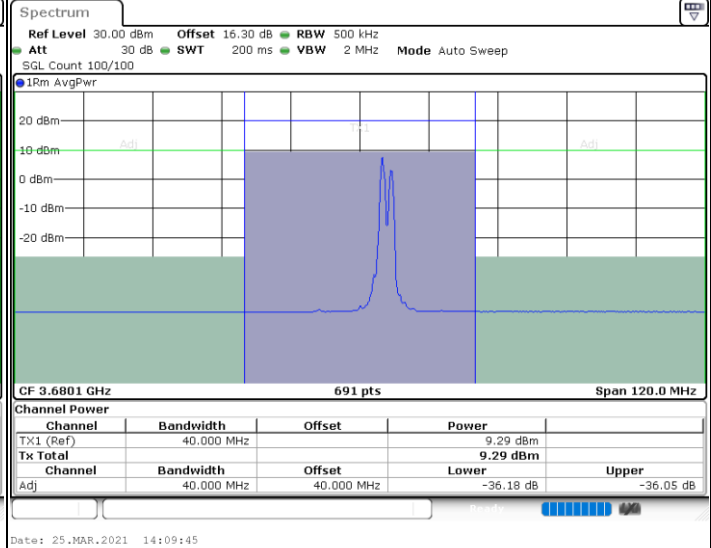 Spectrum
Ref Level 30.00 dBm Offset 16.30 dB RBW 500 kHz
Att 30 dB SWT 200 ms VBW 2 MHz Mode Auto Sweep
SGL Count 100/100
1Rm AvgPwr
20 dBm
TX1
Adj Adj
10 dBm
0 dBm
-10 dBm
-20 dBm
CF 3.6801 GHz 691 pts Span 120.0 MHz
Channel Power
Channel Bandwidth Offset Power
TX1 (Ref) 40.000 MHz 9.29 dBm
Tx Total 9.29 dBm
Channel Bandwidth Offset Lower Upper
Adj 40.000 MHz 40.000 MHz -36.18 dB -36.05 dB
Ready
Date: 25.MAR.2021 14:09:45